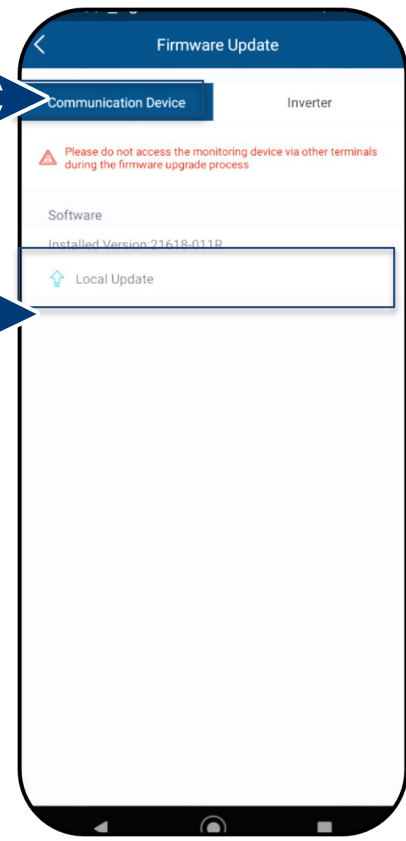 Firmware Update
Communication Device
Inverter
Please do not access the monitoring device via other terminals
during the firmware upgrade process
Software
Installed Version:21618-011R
Local Update